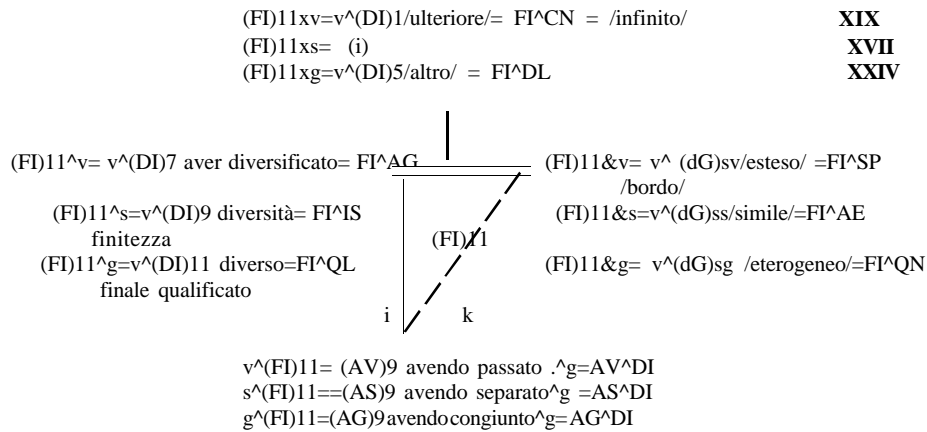 (FI)11xv=v^(DI)1/ulteriore/= FI^CN = /infinito/ XIX
(FI)11xs= (i) XVII
(FI)11xg=v^(DI)5/altro/ = FI^DL XXIV
(FI)11^v= v^(DI)7 aver diversificato= FI^AG
(FI)11&v= v^ (dG)sv/esteso/ =FI^SP
/bordo/
(FI)11^s=v^(DI)9 diversità= FI^IS
finitezza
(FI)11&s=v^(dG)ss/simile/=FI^AE
(FI)11
(FI)11^g=v^(DI)11 diverso=FI^QL
finale qualificato
(FI)11&g= v^(dG)sg /eterogeneo/=FI^QN
i k
v^(FI)11= (AV)9 avendo passato .^g=AV^DI
s^(FI)11==(AS)9 avendo separato^g =AS^DI
g^(FI)11=(AG)9avendocongiunto^g=AG^DI